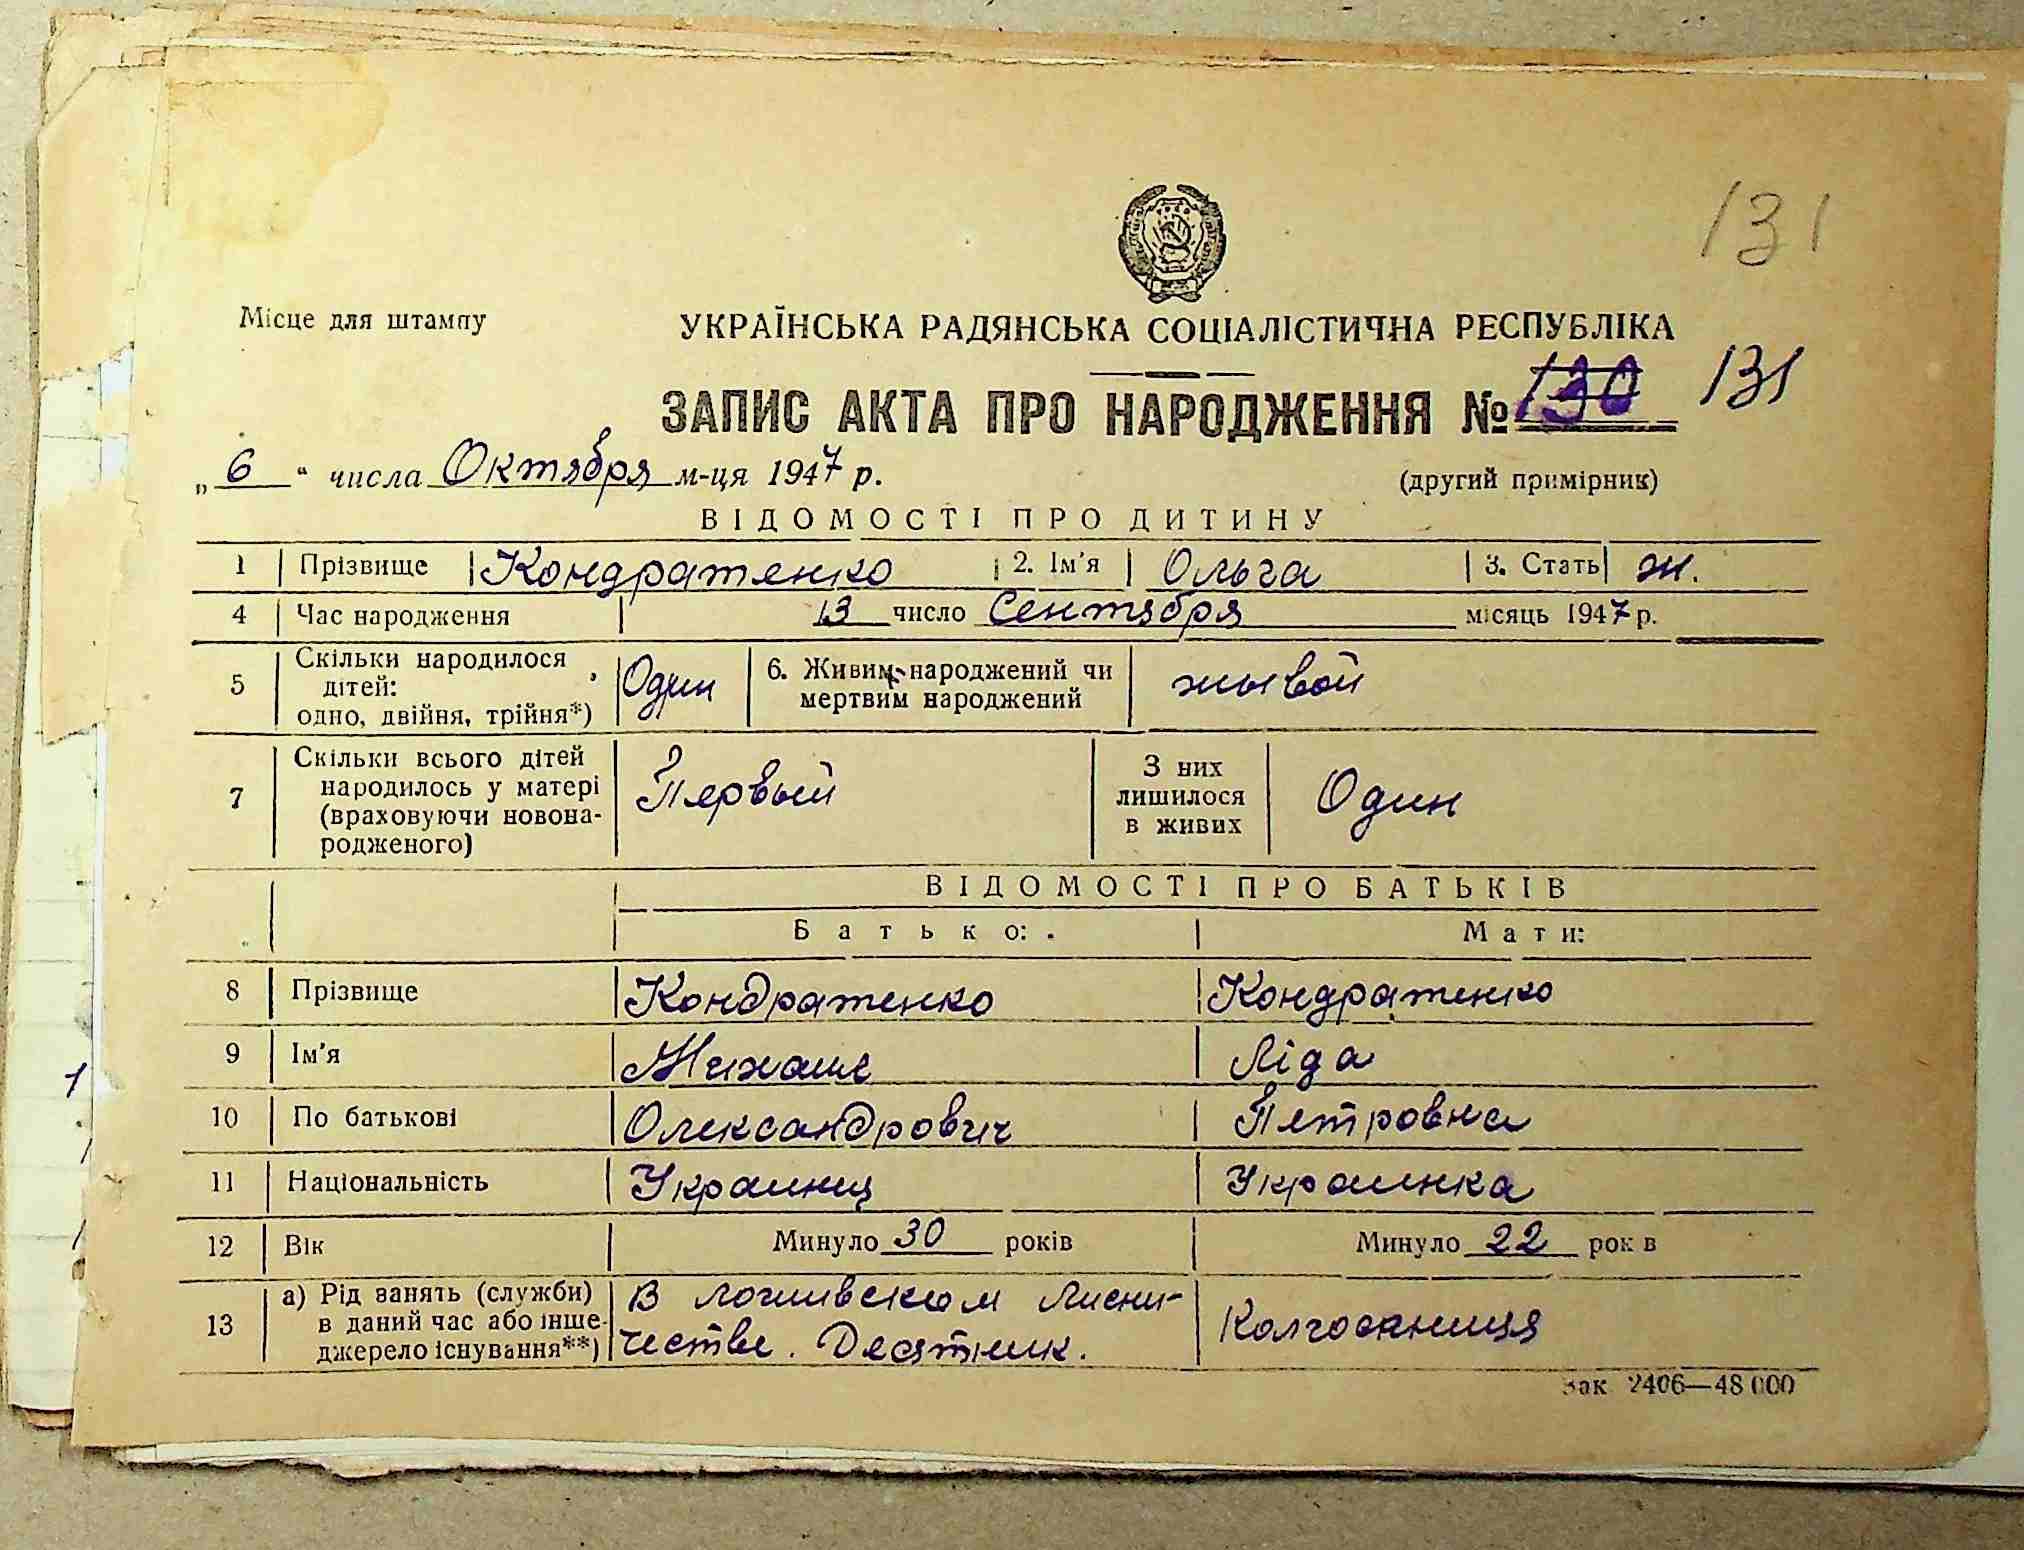 131
Місце для штампу
УКРАЇНСЬКА РАДЯНСЬКА СОЦІАЛІСТИЧНА РЕСПУБЛІКА
ЗАПИС АКТА ПРО НАРОДЖЕННЯ № 130 131
„6“ числа Октября м-ця 1947 р.
(другий примірник)
ВІДОМОСТІ ПРО ДИТИНУ
1 Прізвище Кондратенко 2. Ім'я Ольга 3. Стать ж.
4 Час народження 13 число Сентября місяць 1947 р.
5 Скільки народилося дітей: одно, двійня, трійня*) Один 6. Живим народжений чи мертвим народжений жывой
7 Скільки всього дітей народилось у матері (враховуючи новонародженого) Первый З них лишилося в живих Один
ВІДОМОСТІ ПРО БАТЬКІВ
Батько: Мати:
8 Прізвище Кондратенко Кондратенко
9 Ім'я Михаил Ліда
10 По батькові Олександрович Петровна
11 Національність Украинец Украинка
12 Вік Минуло 30 років Минуло 22 рок в
13 а) Рід занять (служби) в даний час або інше джерело існування**) В Лисничестве. Десятник. Колгоспница
Зак 2406—48 000